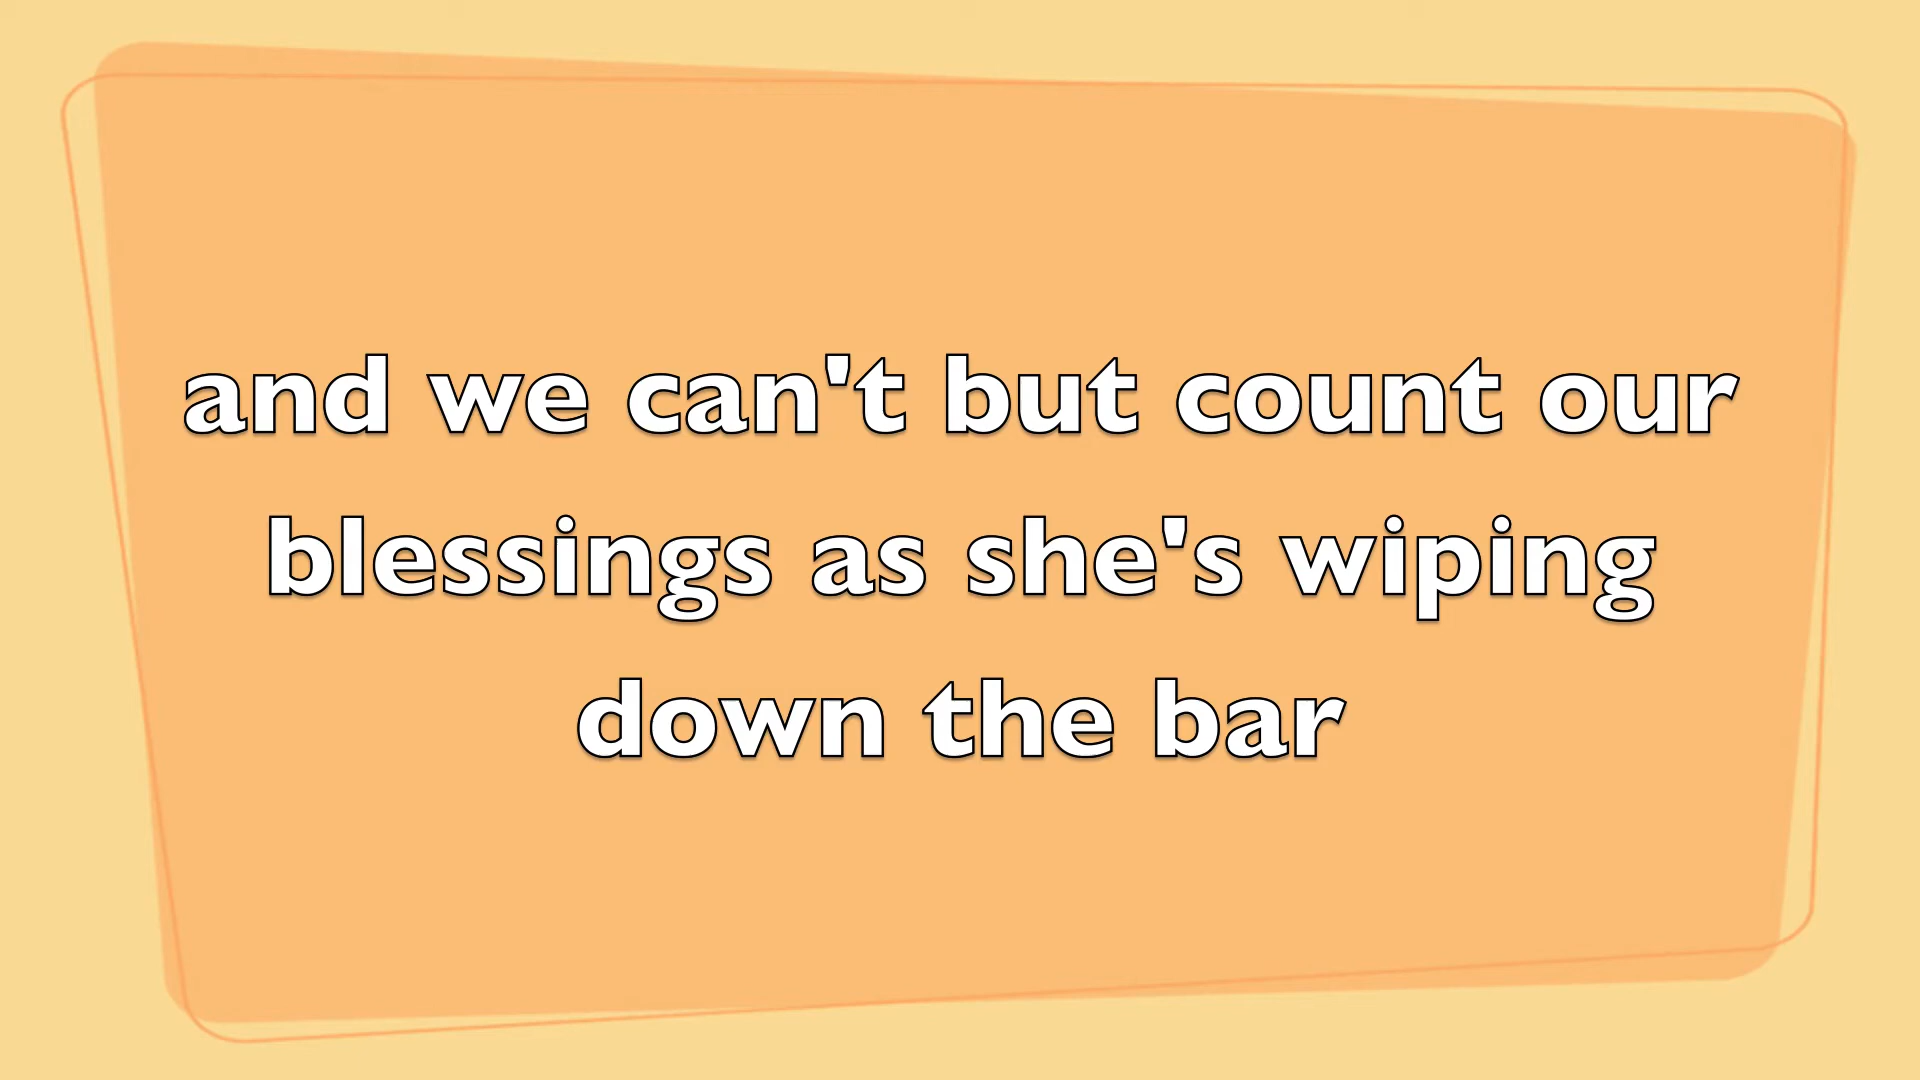 and we can't but count our
blessings as she's wiping
down the bar